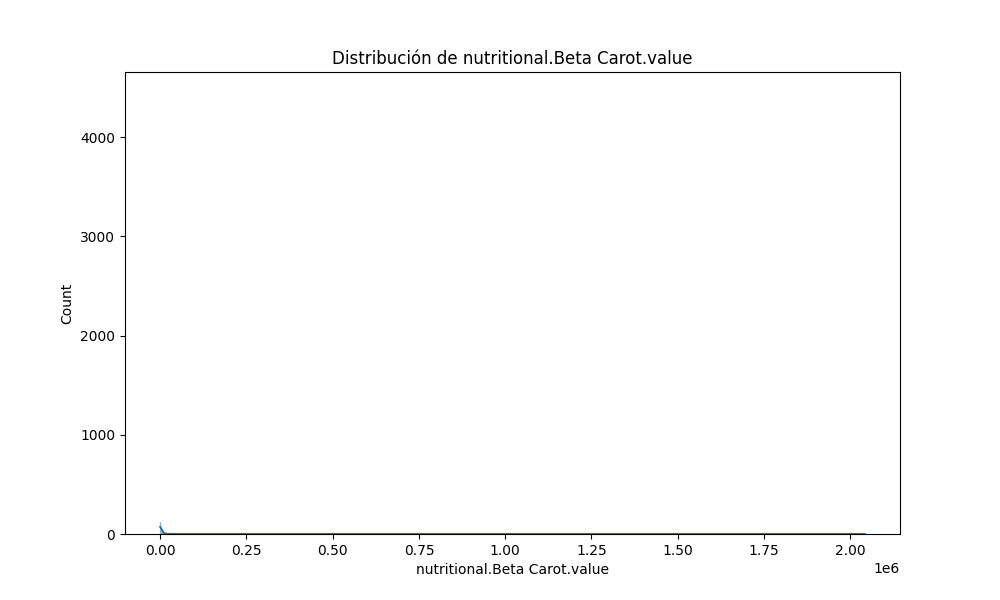 Distribución de nutritional.Beta Carot.value
Count
4000
3000
2000
1000
0
0.00 0.25 0.50 0.75 1.00 1.25 1.50 1.75 2.00
1e6
nutritional.Beta Carot.value